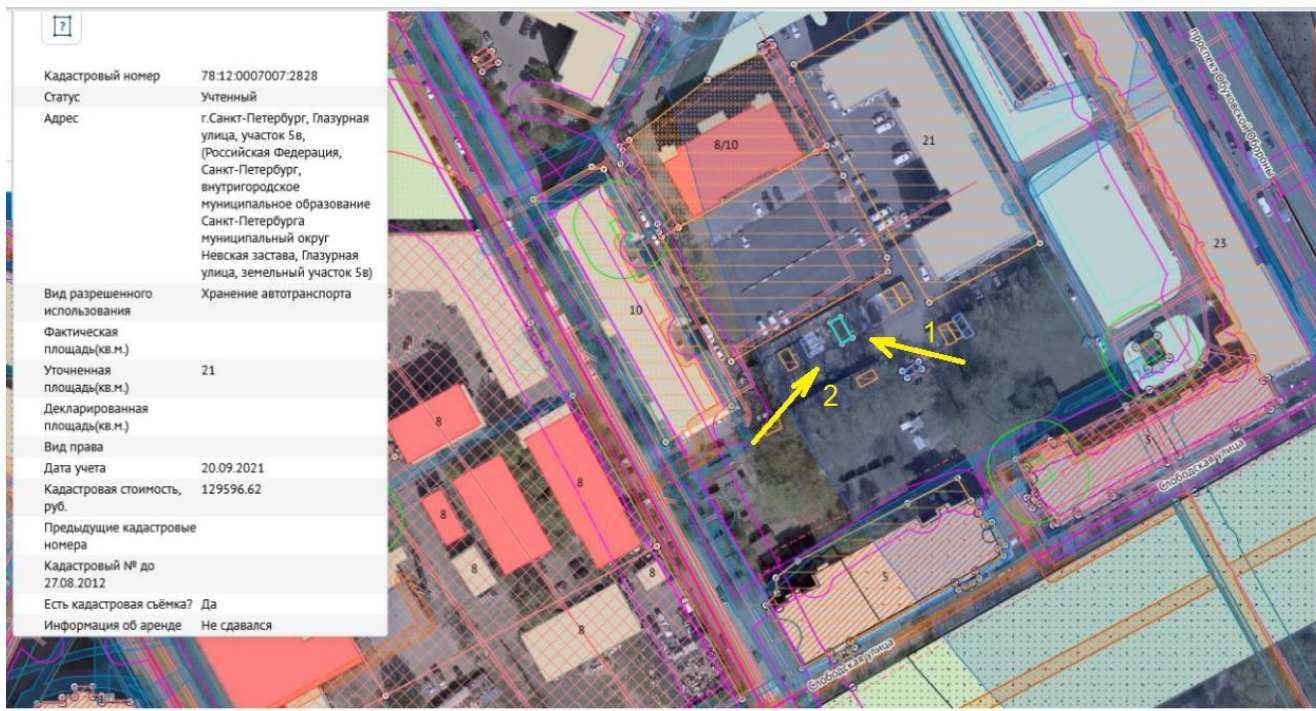 ?
Кадастровый номер 78:12:0007007:2828
Статус Учтенный
Адрес г.Санкт-Петербург, Глазурная
улица, участок 5в,
(Российская Федерация,
Санкт-Петербург,
внутригородское
муниципальное образование
Санкт-Петербурга
муниципальный округ
Невская застава, Глазурная
улица, земельный участок 5в)
Вид разрешенного Хранение автотранспорта
использования
Фактическая
площадь(кв.м.)
Уточненная 21
площадь(кв.м.)
Декларированная
площадь(кв.м.)
Вид права
Дата учета 20.09.2021
Кадастровая стоимость, 129596.62
руб.
Предыдущие кадастровые
номера
Кадастровый № до
27.08.2012
Есть кадастровая съёмка? Да
Информация об аренде Не сдавался
проспект Обуховской Обороны
8/10
21
23
10
1
2
8
8
8
8
8
8
3
5
Слободская улица
Слободская улица